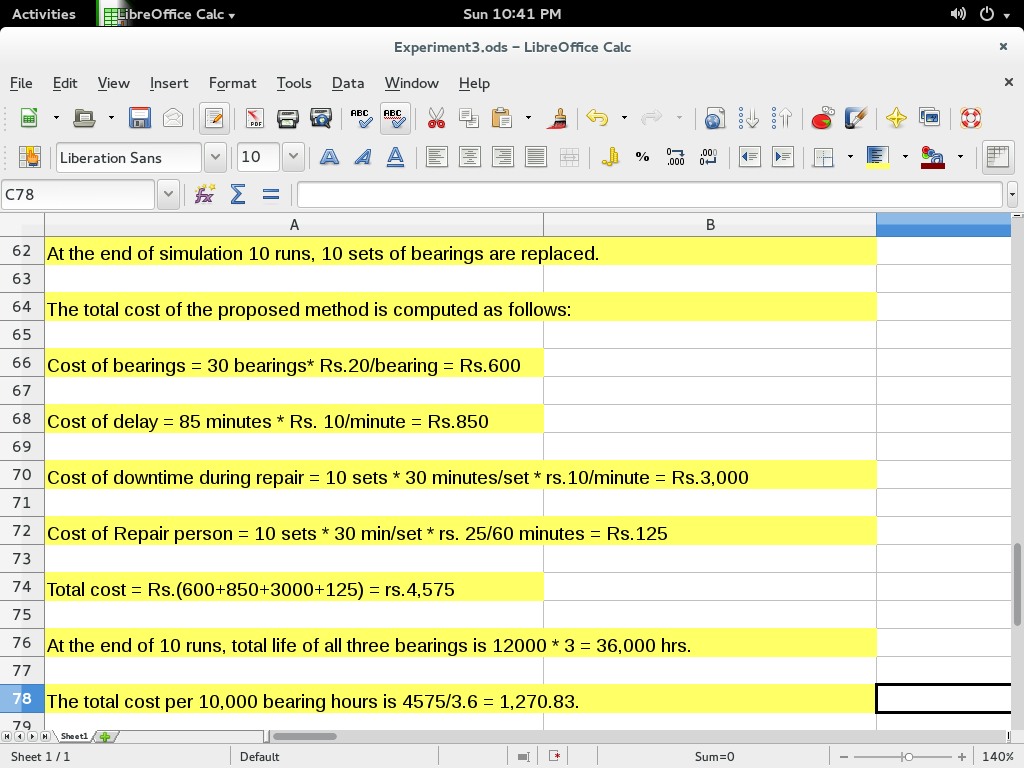 Activities LibreOffice Calc Sun 10:41 PM
Experiment3.ods – LibreOffice Calc
File Edit View Insert Format Tools Data Window Help
Liberation Sans 10
C78
A B
62 At the end of simulation 10 runs, 10 sets of bearings are replaced.
63
64 The total cost of the proposed method is computed as follows:
65
66 Cost of bearings = 30 bearings* Rs.20/bearing = Rs.600
67
68 Cost of delay = 85 minutes * Rs. 10/minute = Rs.850
69
70 Cost of downtime during repair = 10 sets * 30 minutes/set * rs.10/minute = Rs.3,000
71
72 Cost of Repair person = 10 sets * 30 min/set * rs. 25/60 minutes = Rs.125
73
74 Total cost = Rs.(600+850+3000+125) = rs.4,575
75
76 At the end of 10 runs, total life of all three bearings is 12000 * 3 = 36,000 hrs.
77
78 The total cost per 10,000 bearing hours is 4575/3.6 = 1,270.83.
79
Sheet1
Sheet 1 / 1 Default Sum=0 140%